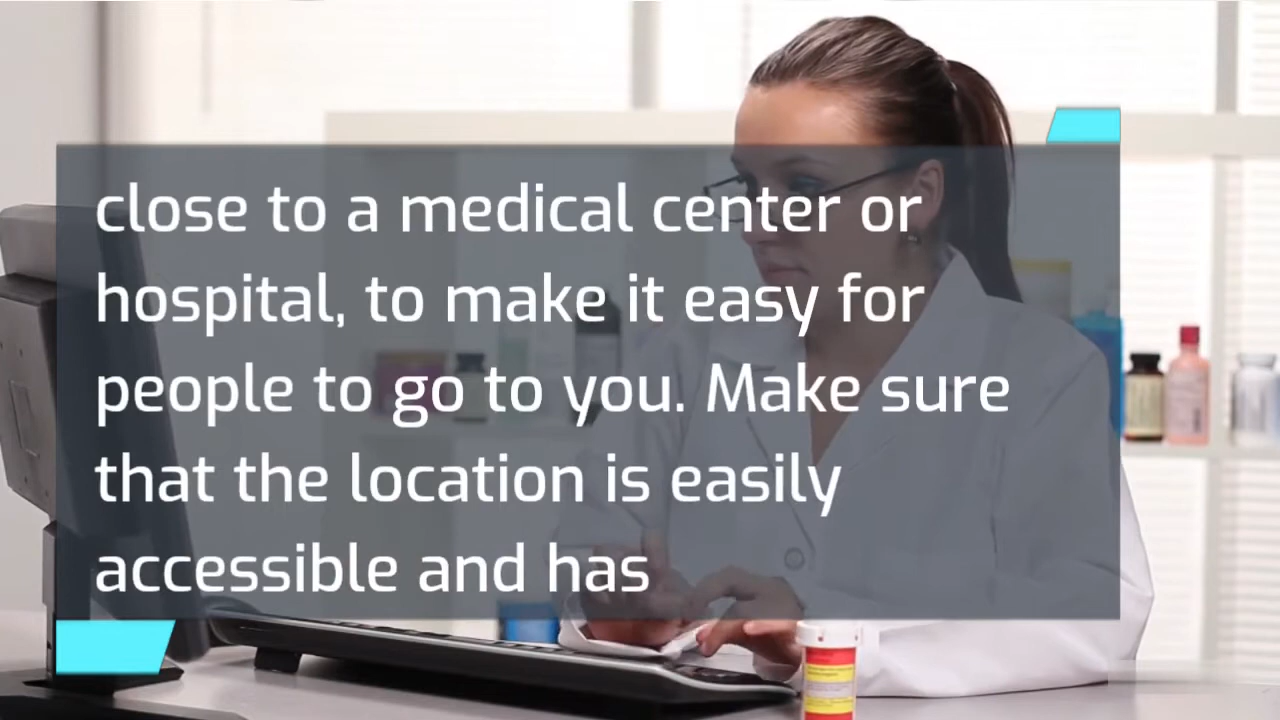 close to a medical center or
hospital, to make it easy for
people to go to you. Make sure
that the location is easily
accessible and has